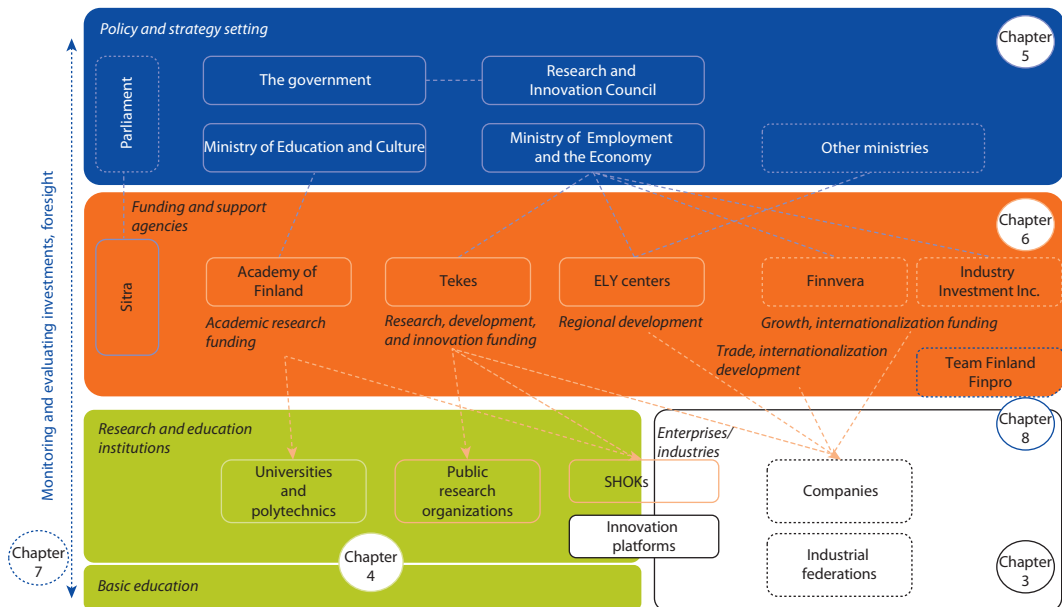 Policy and strategy setting
Chapter
5
Parliament
The government
Research and
Innovation Council
Ministry of Education and Culture
Ministry of Employment
and the Economy
Other ministries
Monitoring and evaluating investments, foresight
Funding and support
agencies
Chapter
6
Sitra
Academy of
Finland
Tekes
ELY centers
Finnvera
Industry
Investment Inc.
Academic research
funding
Research, development,
and innovation funding
Regional development
Growth, internationalization funding
Trade, internationalization
development
Team Finland
Finpro
Research and education
institutions
Enterprises/
industries
Chapter
8
Universities
and
polytechnics
Public
research
organizations
SHOKs
Companies
Innovation
platforms
Chapter
7
Chapter
4
Industrial
federations
Chapter
3
Basic education